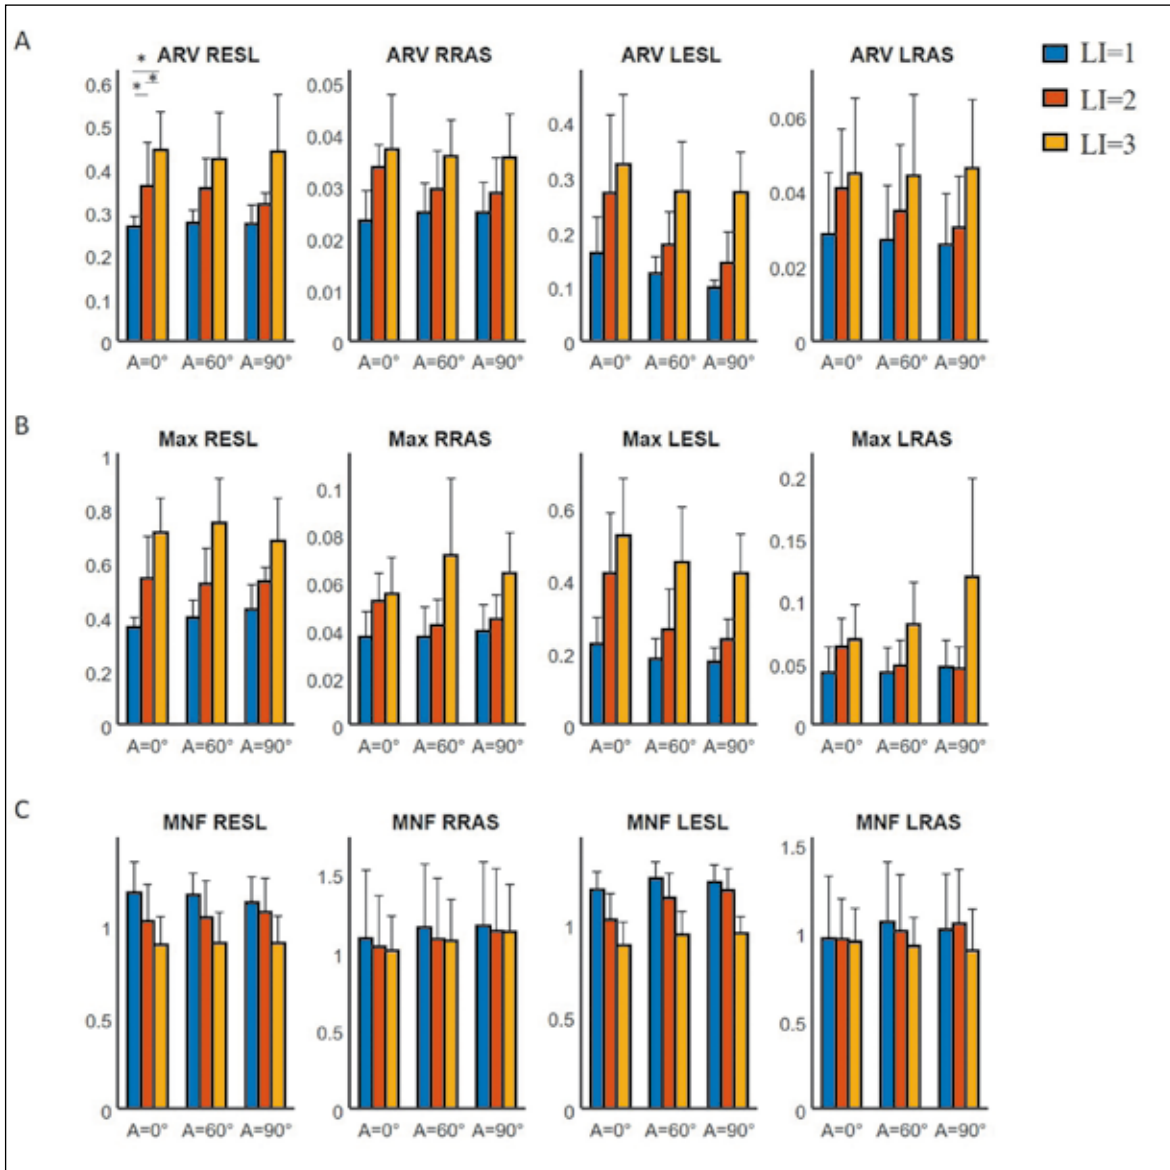 A
ARV RESL
ARV RRAS
ARV LESL
ARV LRAS
LI=1
LI=2
LI=3
* 
* *
0.6
0.5
0.4
0.3
0.2
0.1
0
A=0° A=60° A=90°
0.05
0.04
0.03
0.02
0.01
0
A=0° A=60° A=90°
0.4
0.3
0.2
0.1
0
A=0° A=60° A=90°
0.06
0.04
0.02
0
A=0° A=60° A=90°
B
Max RESL
Max RRAS
Max LESL
Max LRAS
1
0.8
0.6
0.4
0.2
0
A=0° A=60° A=90°
0.1
0.08
0.06
0.04
0.02
0
A=0° A=60° A=90°
0.6
0.4
0.2
0
A=0° A=60° A=90°
0.2
0.15
0.1
0.05
0
A=0° A=60° A=90°
C
MNF RESL
MNF RRAS
MNF LESL
MNF LRAS
1
0.5
0
A=0° A=60° A=90°
1.5
1
0.5
0
A=0° A=60° A=90°
1
0.5
0
A=0° A=60° A=90°
1.5
1
0.5
0
A=0° A=60° A=90°